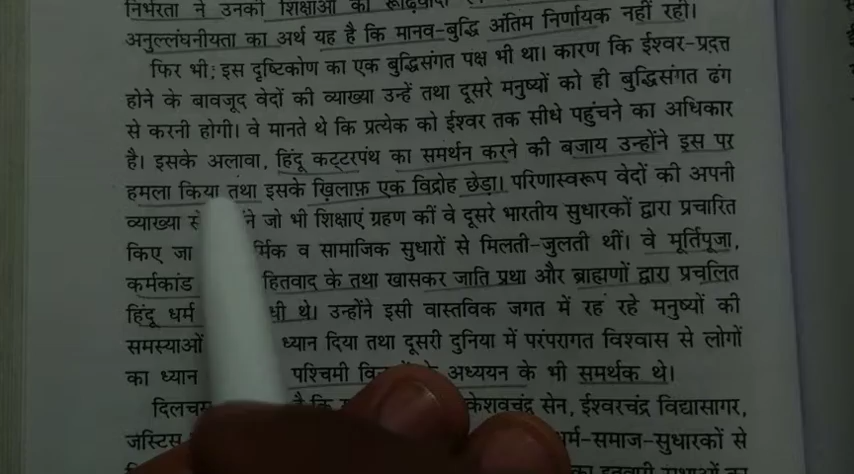 निर्भरता ने उनकी शिक्षाओं को रूढ़िवादी
अनुल्लंघनीयता का अर्थ यह है कि मानव-बुद्धि अंतिम निर्णायक नहीं रही।
फिर भी; इस दृष्टिकोण का एक बुद्धिसंगत पक्ष भी था। कारण कि ईश्वर-प्रदत्त
होने के बावजूद वेदों की व्याख्या उन्हें तथा दूसरे मनुष्यों को ही बुद्धिसंगत ढंग
से करनी होगी। वे मानते थे कि प्रत्येक को ईश्वर तक सीधे पहुंचने का अधिकार
है। इसके अलावा, हिंदू कट्टरपंथ का समर्थन करने की बजाय उन्होंने इस पर
हमला किया तथा इसके ख़िलाफ़ एक विद्रोह छेड़ा। परिणास्वरूप वेदों की अपनी
व्याख्या से जो भी शिक्षाएं ग्रहण कीं वे दूसरे भारतीय सुधारकों द्वारा प्रचारित
किए जा र्मिक व सामाजिक सुधारों से मिलती-जुलती थीं। वे मूर्तिपूजा,
कर्मकांड हितवाद के तथा खासकर जाति प्रथा और ब्राह्मणों द्वारा प्रचलित
हिंदू धर्म धी थे। उन्होंने इसी वास्तविक जगत में रह रहे मनुष्यों की
समस्याओं ध्यान दिया तथा दूसरी दुनिया में परंपरागत विश्वास से लोगों
का ध्यान पश्चिमी के अध्ययन के भी समर्थक थे।
दिलचस्प है कि केशवचंद्र सेन, ईश्वरचंद्र विद्यासागर,
जस्टिस र्म-समाज-सुधारकों से